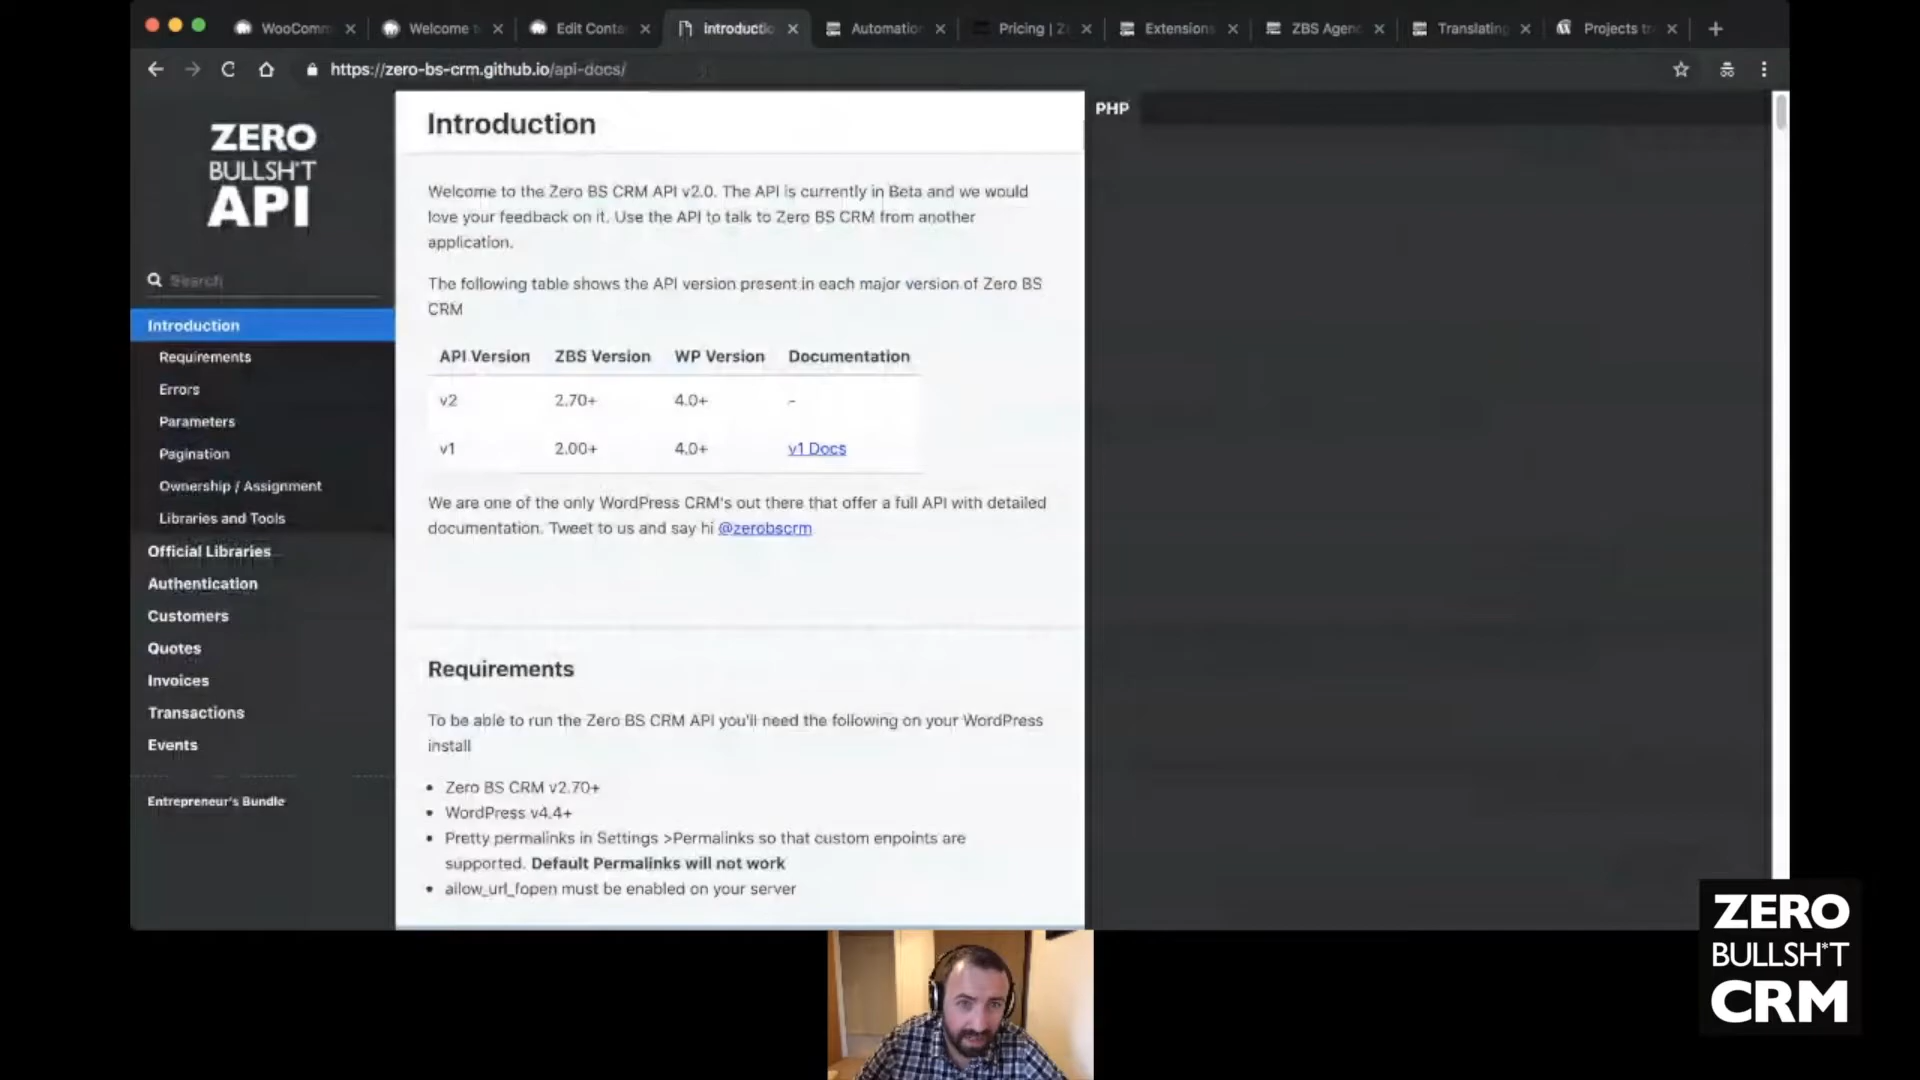 WooComm
Welcome t
Edit Conta
Introductio
Automation
Pricing | Z
Extensions
ZBS Agenc
Translating
Projects tr
https://zero-bs-crm.github.io/api-docs/
ZERO
BULLSH*T
API
Search
Introduction
Requirements
Errors
Parameters
Pagination
Ownership / Assignment
Libraries and Tools
Official Libraries
Authentication
Customers
Quotes
Invoices
Transactions
Events
Entrepreneur's Bundle
Introduction
Welcome to the Zero BS CRM API v2.0. The API is currently in Beta and we would
love your feedback on it. Use the API to talk to Zero BS CRM from another
application.
The following table shows the API version present in each major version of Zero BS
CRM
API Version ZBS Version WP Version Documentation
v2 2.70+ 4.0+ -
v1 2.00+ 4.0+ v1 Docs
We are one of the only WordPress CRM's out there that offer a full API with detailed
documentation. Tweet to us and say hi @zerobscrm
Requirements
To be able to run the Zero BS CRM API you'll need the following on your WordPress
install
• Zero BS CRM v2.70+
• WordPress v4.4+
• Pretty permalinks in Settings >Permalinks so that custom enpoints are
supported. Default Permalinks will not work
• allow_url_fopen must be enabled on your server
PHP
ZERO
BULLSH*T
CRM